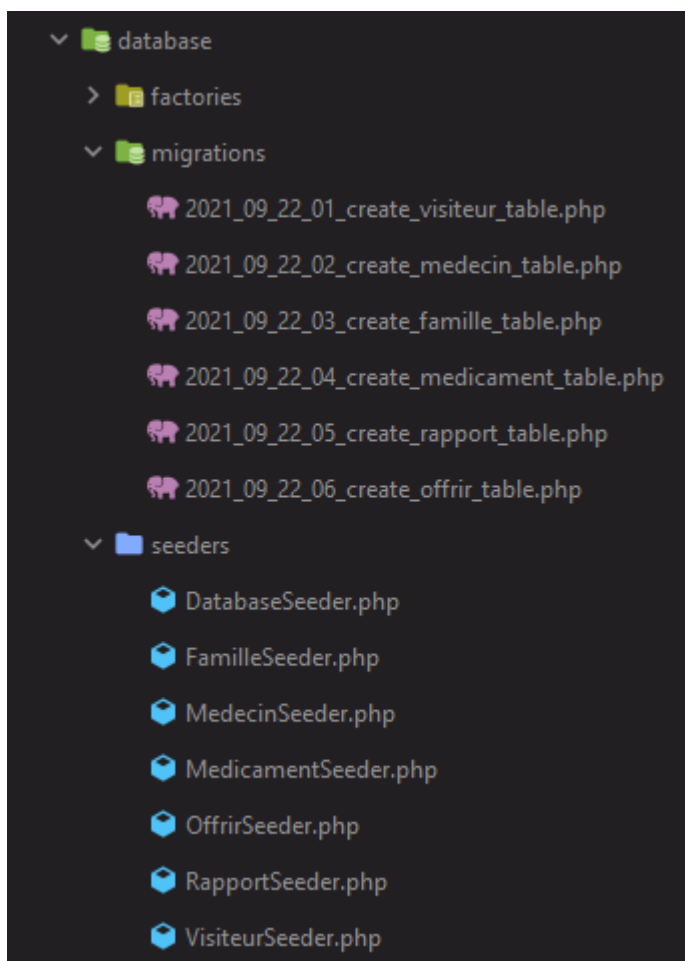 database
factories
migrations
2021_09_22_01_create_visiteur_table.php
2021_09_22_02_create_medecin_table.php
2021_09_22_03_create_famille_table.php
2021_09_22_04_create_medicament_table.php
2021_09_22_05_create_rapport_table.php
2021_09_22_06_create_offrir_table.php
seeders
DatabaseSeeder.php
FamilleSeeder.php
MedecinSeeder.php
MedicamentSeeder.php
OffrirSeeder.php
RapportSeeder.php
VisiteurSeeder.php